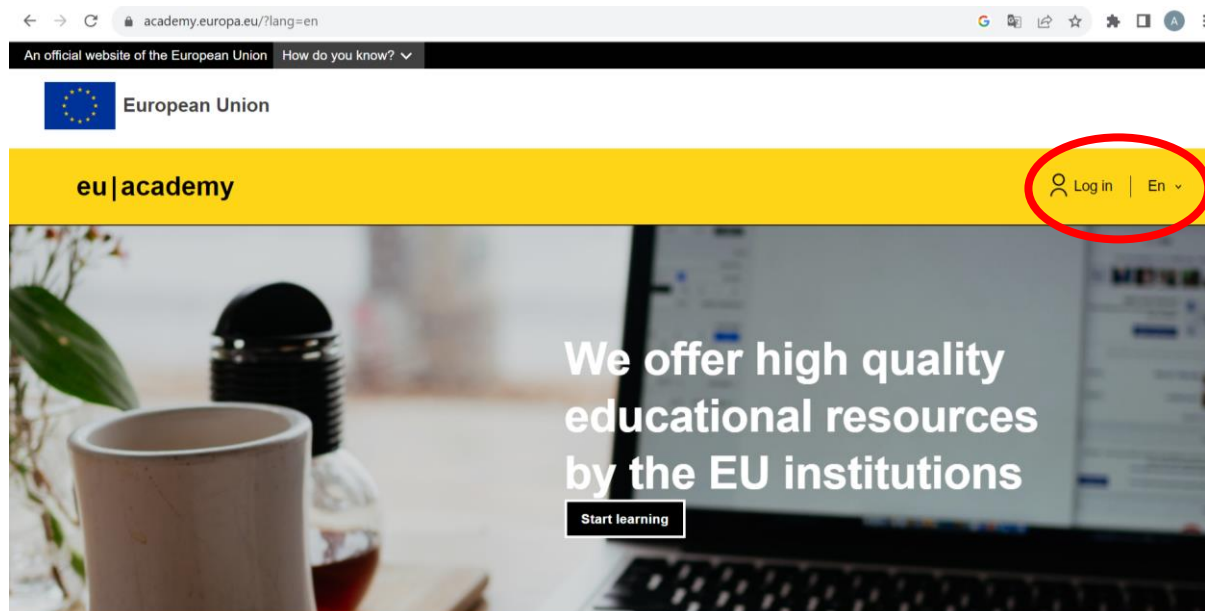 academy.europa.eu/?lang=en
G
A
An official website of the European Union How do you know?
European Union
eu|academy
Log in | En
We offer high quality
educational resources
by the EU institutions
Start learning